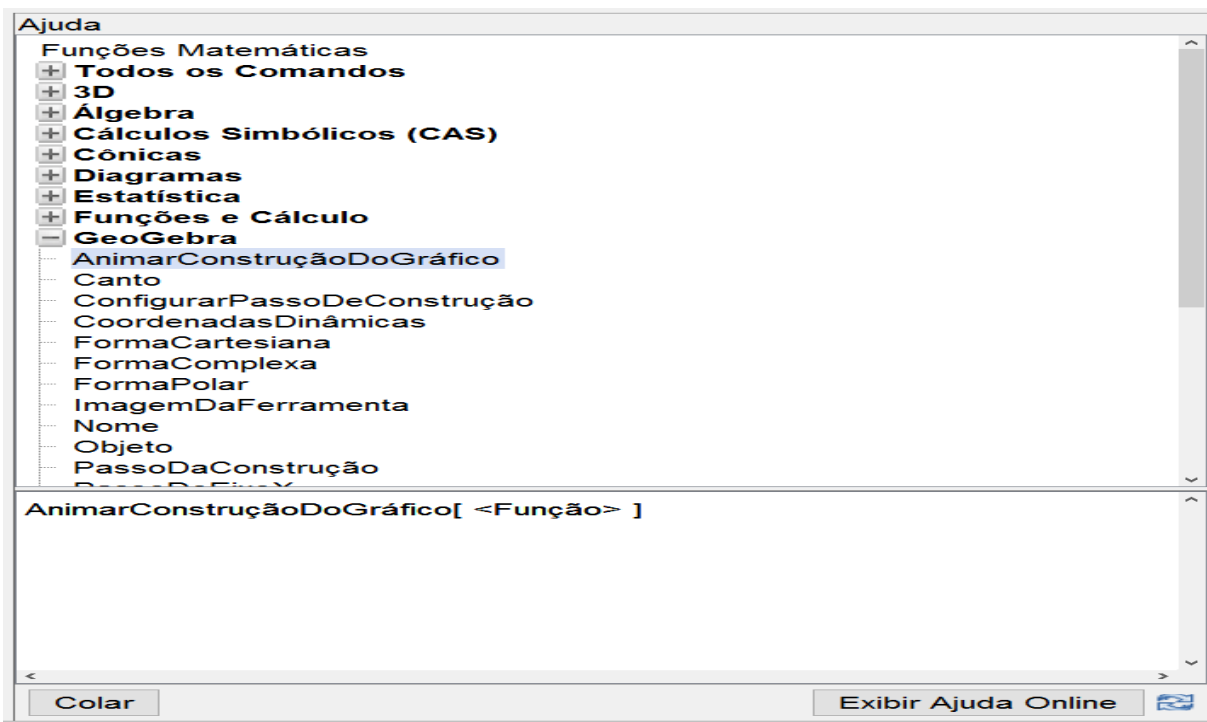 Ajuda
Funções Matemáticas
Todos os Comandos
3D
Álgebra
Cálculos Simbólicos (CAS)
Cônicas
Diagramas
Estatística
Funções e Cálculo
GeoGebra
AnimarConstruçãoDoGráfico
Canto
ConfigurarPassoDeConstrução
CoordenadasDinâmicas
FormaCartesiana
FormaComplexa
FormaPolar
ImagemDaFerramenta
Nome
Objeto
PassoDaConstrução
AnimarConstruçãoDoGráfico[ <Função> ]
Colar
Exibir Ajuda Online